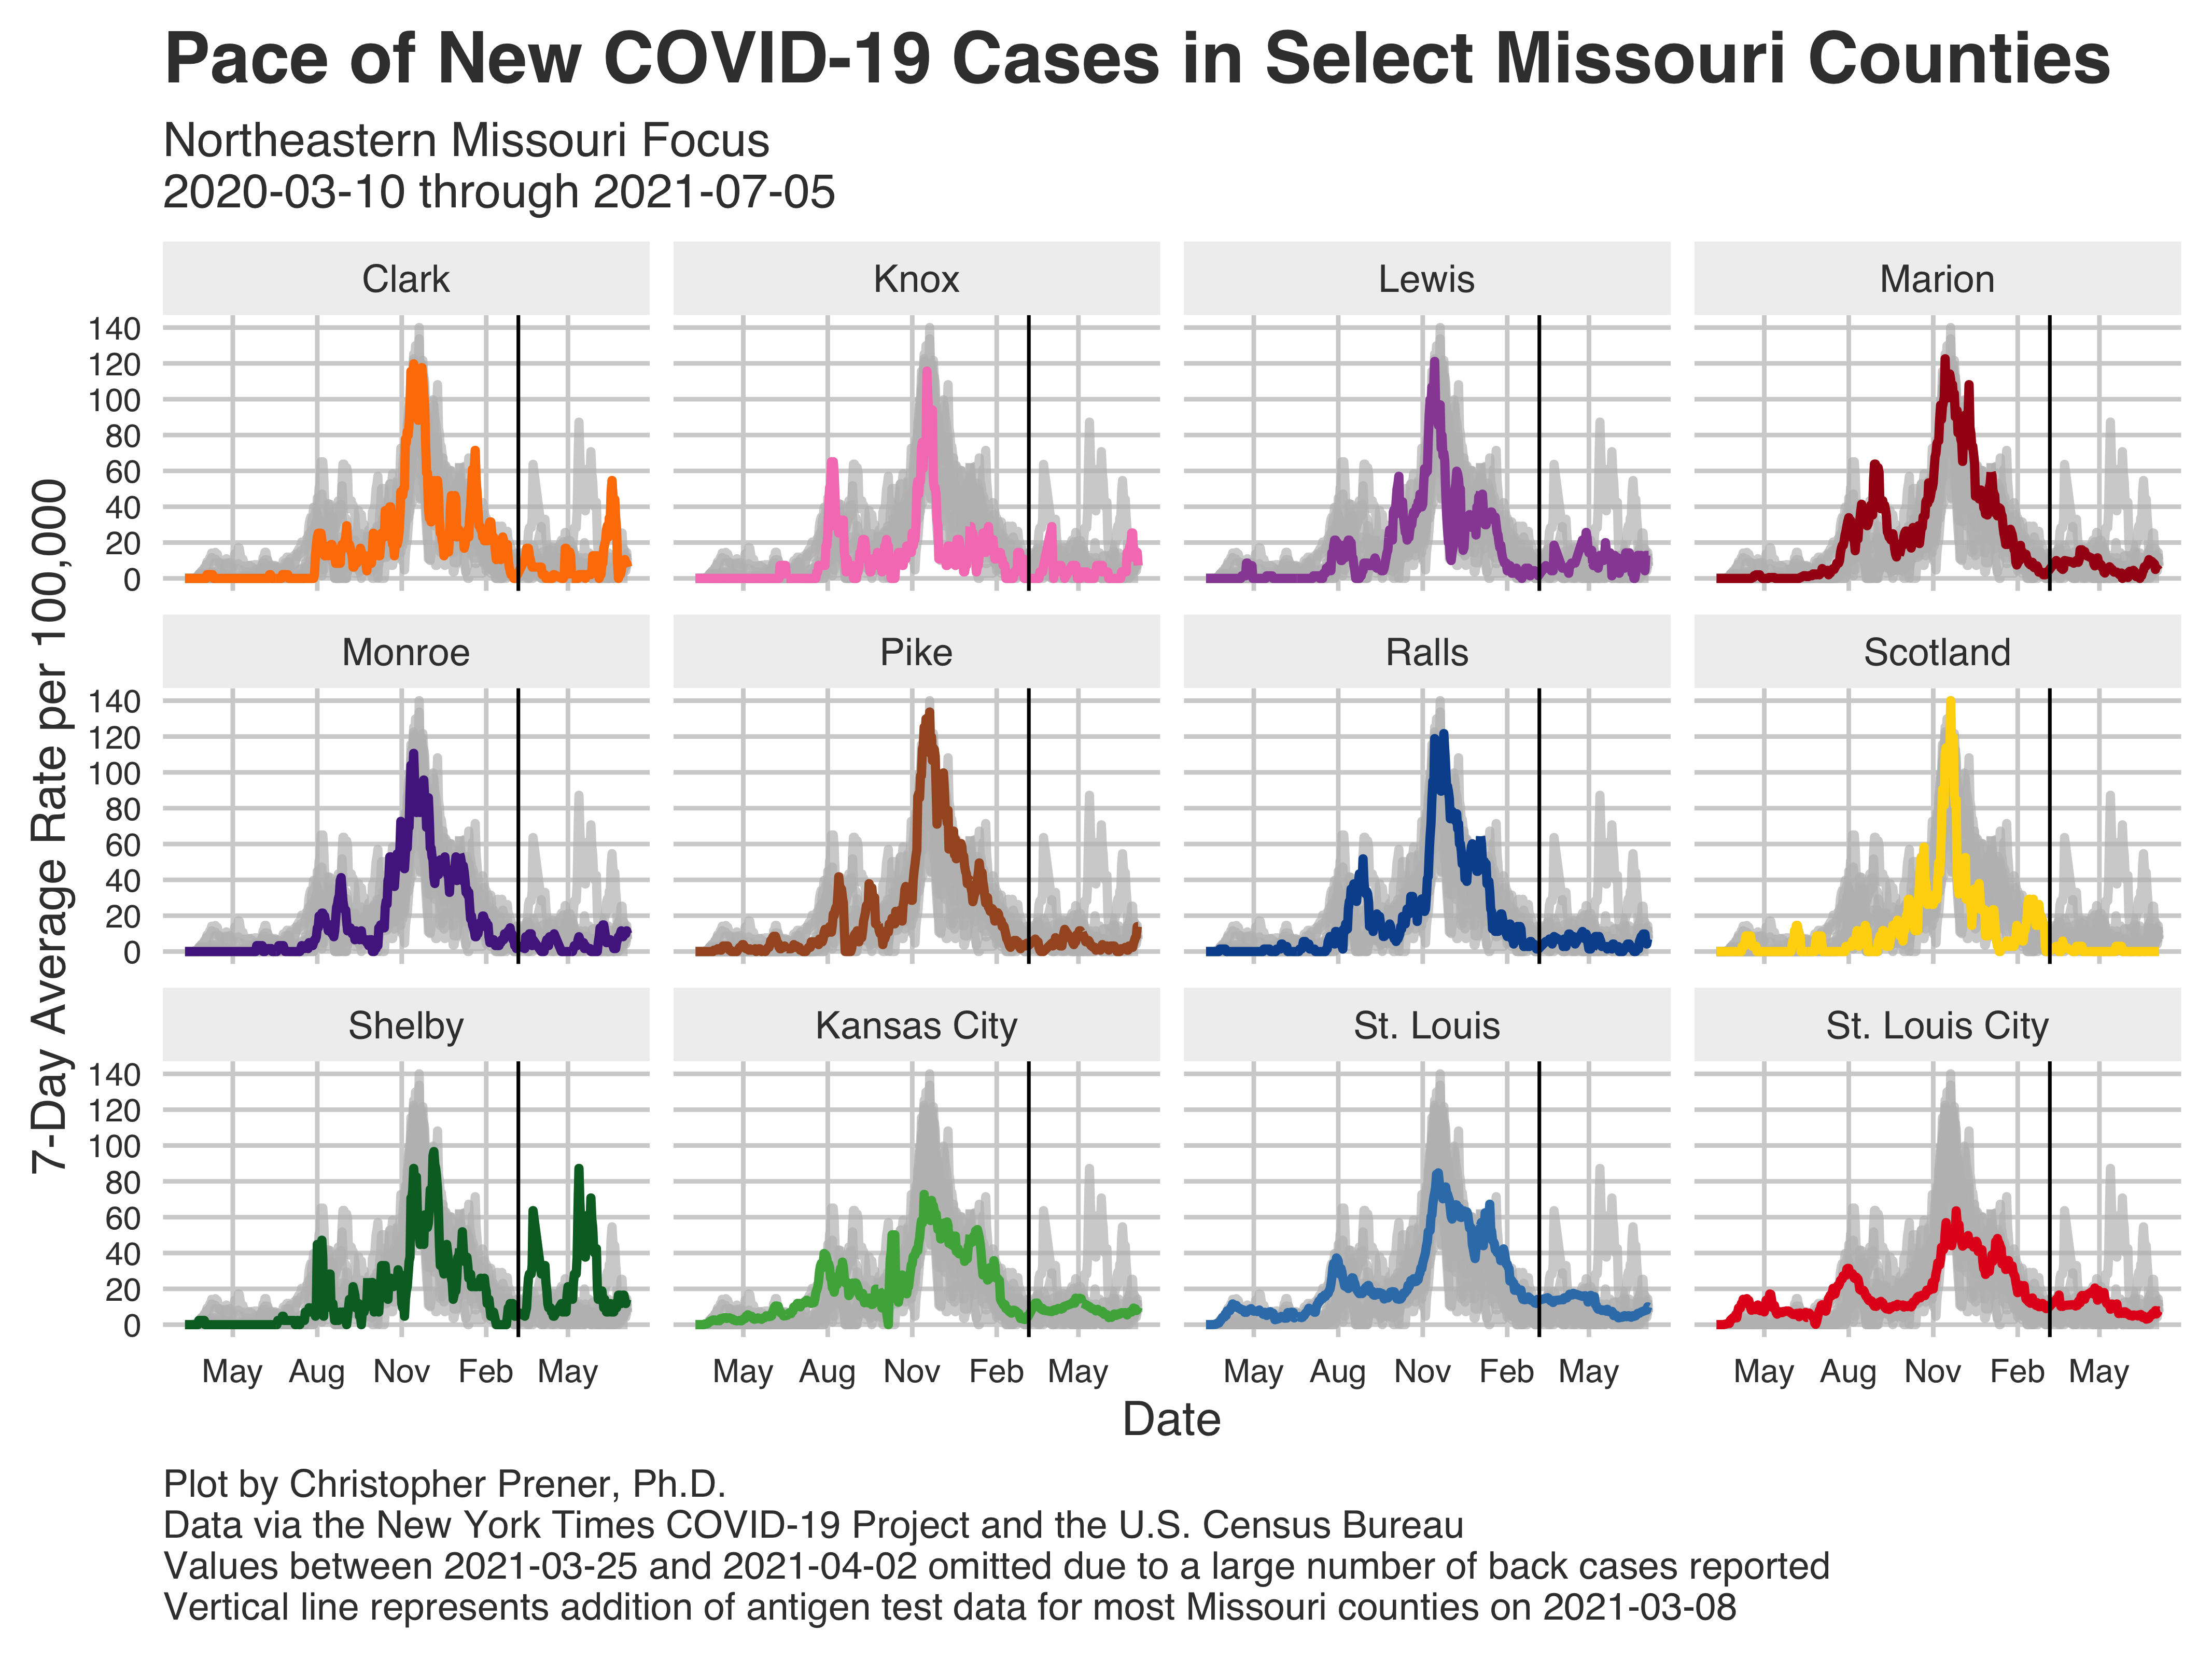 Pace of New COVID-19 Cases in Select Missouri Counties
Northeastern Missouri Focus
2020-03-10 through 2021-07-05
7-Day Average Rate per 100,000
Clark
Knox
Lewis
Marion
140
120
100
80
60
40
20
0
Monroe
Pike
Ralls
Scotland
140
120
100
80
60
40
20
0
Shelby
Kansas City
St. Louis
St. Louis City
140
120
100
80
60
40
20
0
May Aug Nov Feb May
May Aug Nov Feb May
May Aug Nov Feb May
May Aug Nov Feb May
Date
Plot by Christopher Prener, Ph.D.
Data via the New York Times COVID-19 Project and the U.S. Census Bureau
Values between 2021-03-25 and 2021-04-02 omitted due to a large number of back cases reported
Vertical line represents addition of antigen test data for most Missouri counties on 2021-03-08